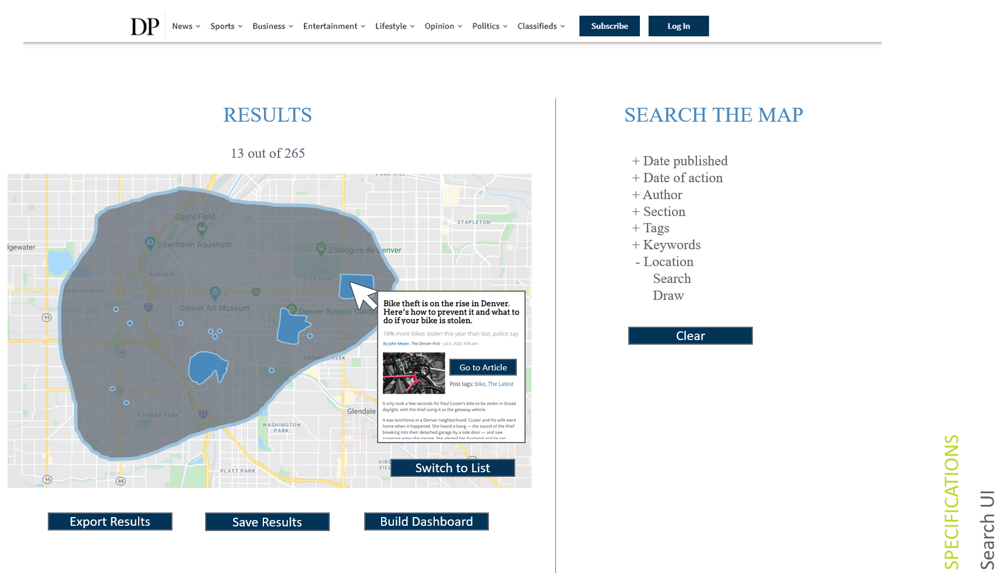 DP
News
Sports
Business
Entertainment
Lifestyle
Opinion
Politics
Classifieds
Subscribe
Log In
RESULTS
13 out of 265
PARK HILL
Coors Field
STAPLETON
Downtown Aquarium
Zoológico de Denver
AURARIA
CITY PARK
WEST COLFAX
70
Denver Art Museum
25
Denver Botanic
95
88
CHERRY CREEK
26
ATHMAR PARK
25
Glendale
WASHINGTON
PARK
PLATT PARK
95
88
Bike theft is on the rise in Denver.
Here's how to prevent it and what to
do if your bike is stolen.
18% more bikes stolen this year than last, police say
By John Meyer, The Denver Post · Jul 6, 2020, 9:06 am
Go to Article
Post tags: bike, The Latest
It only took a few seconds for Paul Custer's bike to be stolen in broad
daylight, with the thief using it as the getaway vehicle.
It was lunchtime in a Denver neighborhood. Custer and his wife were
home when it happened. She heard a bang — the sound of the thief
breaking into their detached garage by a side door — and saw
someone enter the garage. She alerted her husband and he ran
Switch to List
Export Results
Save Results
Build Dashboard
SEARCH THE MAP
+ Date published
+ Date of action
+ Author
+ Section
+ Tags
+ Keywords
- Location
Search
Draw
Clear
SPECIFICATIONS
Search UI